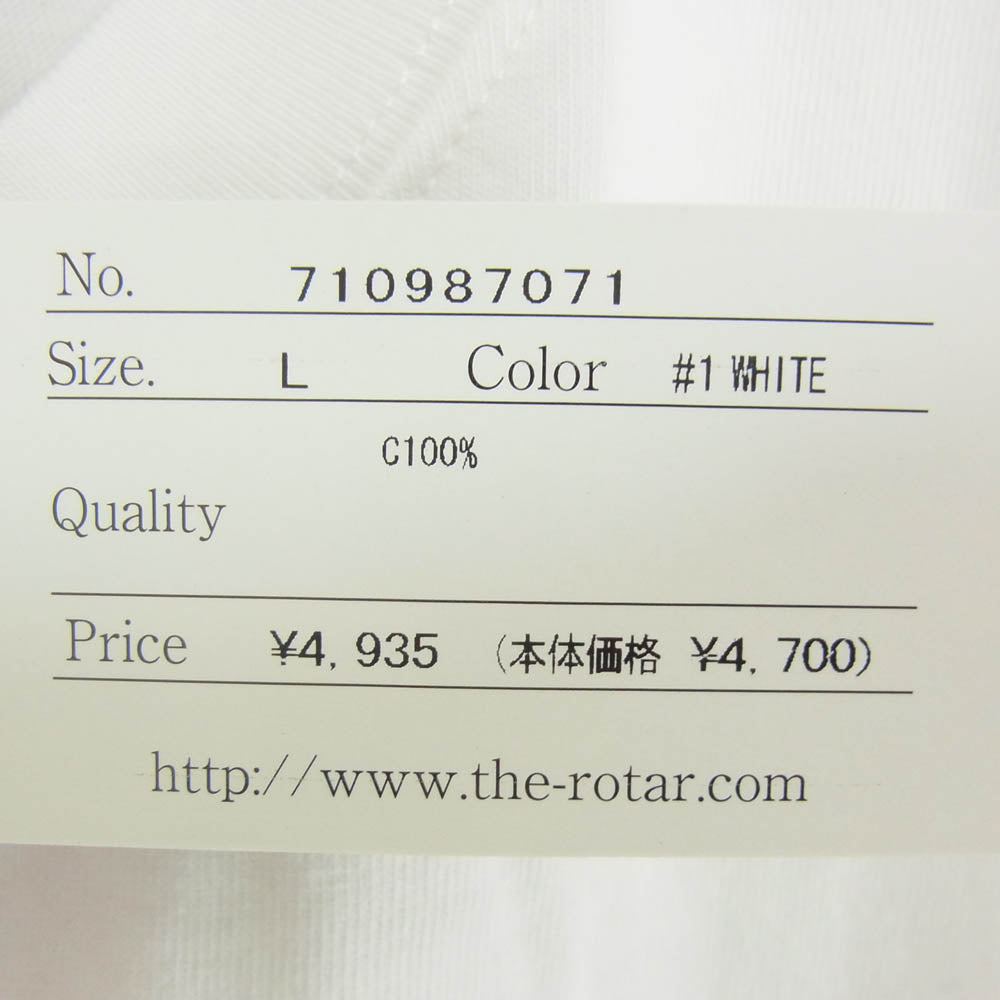 No. 710987071
Size. L Color #1 WHITE
C100%
Quality
Price ¥4,935 (本体価格 ¥4,700)
http://www.the-rotar.com